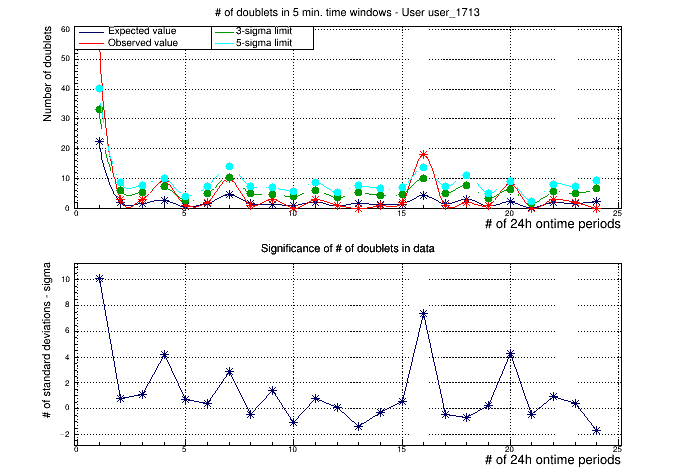 # of doublets in 5 min. time windows - User user_1713
Number of doublets
Expected value
Observed value
3-sigma limit
5-sigma limit
60
50
40
30
20
10
0
0 5 10 15 20 25
# of 24h ontime periods
Significance of # of doublets in data
# of standard deviations - sigma
10
8
6
4
2
0
−2
0 5 10 15 20 25
# of 24h ontime periods